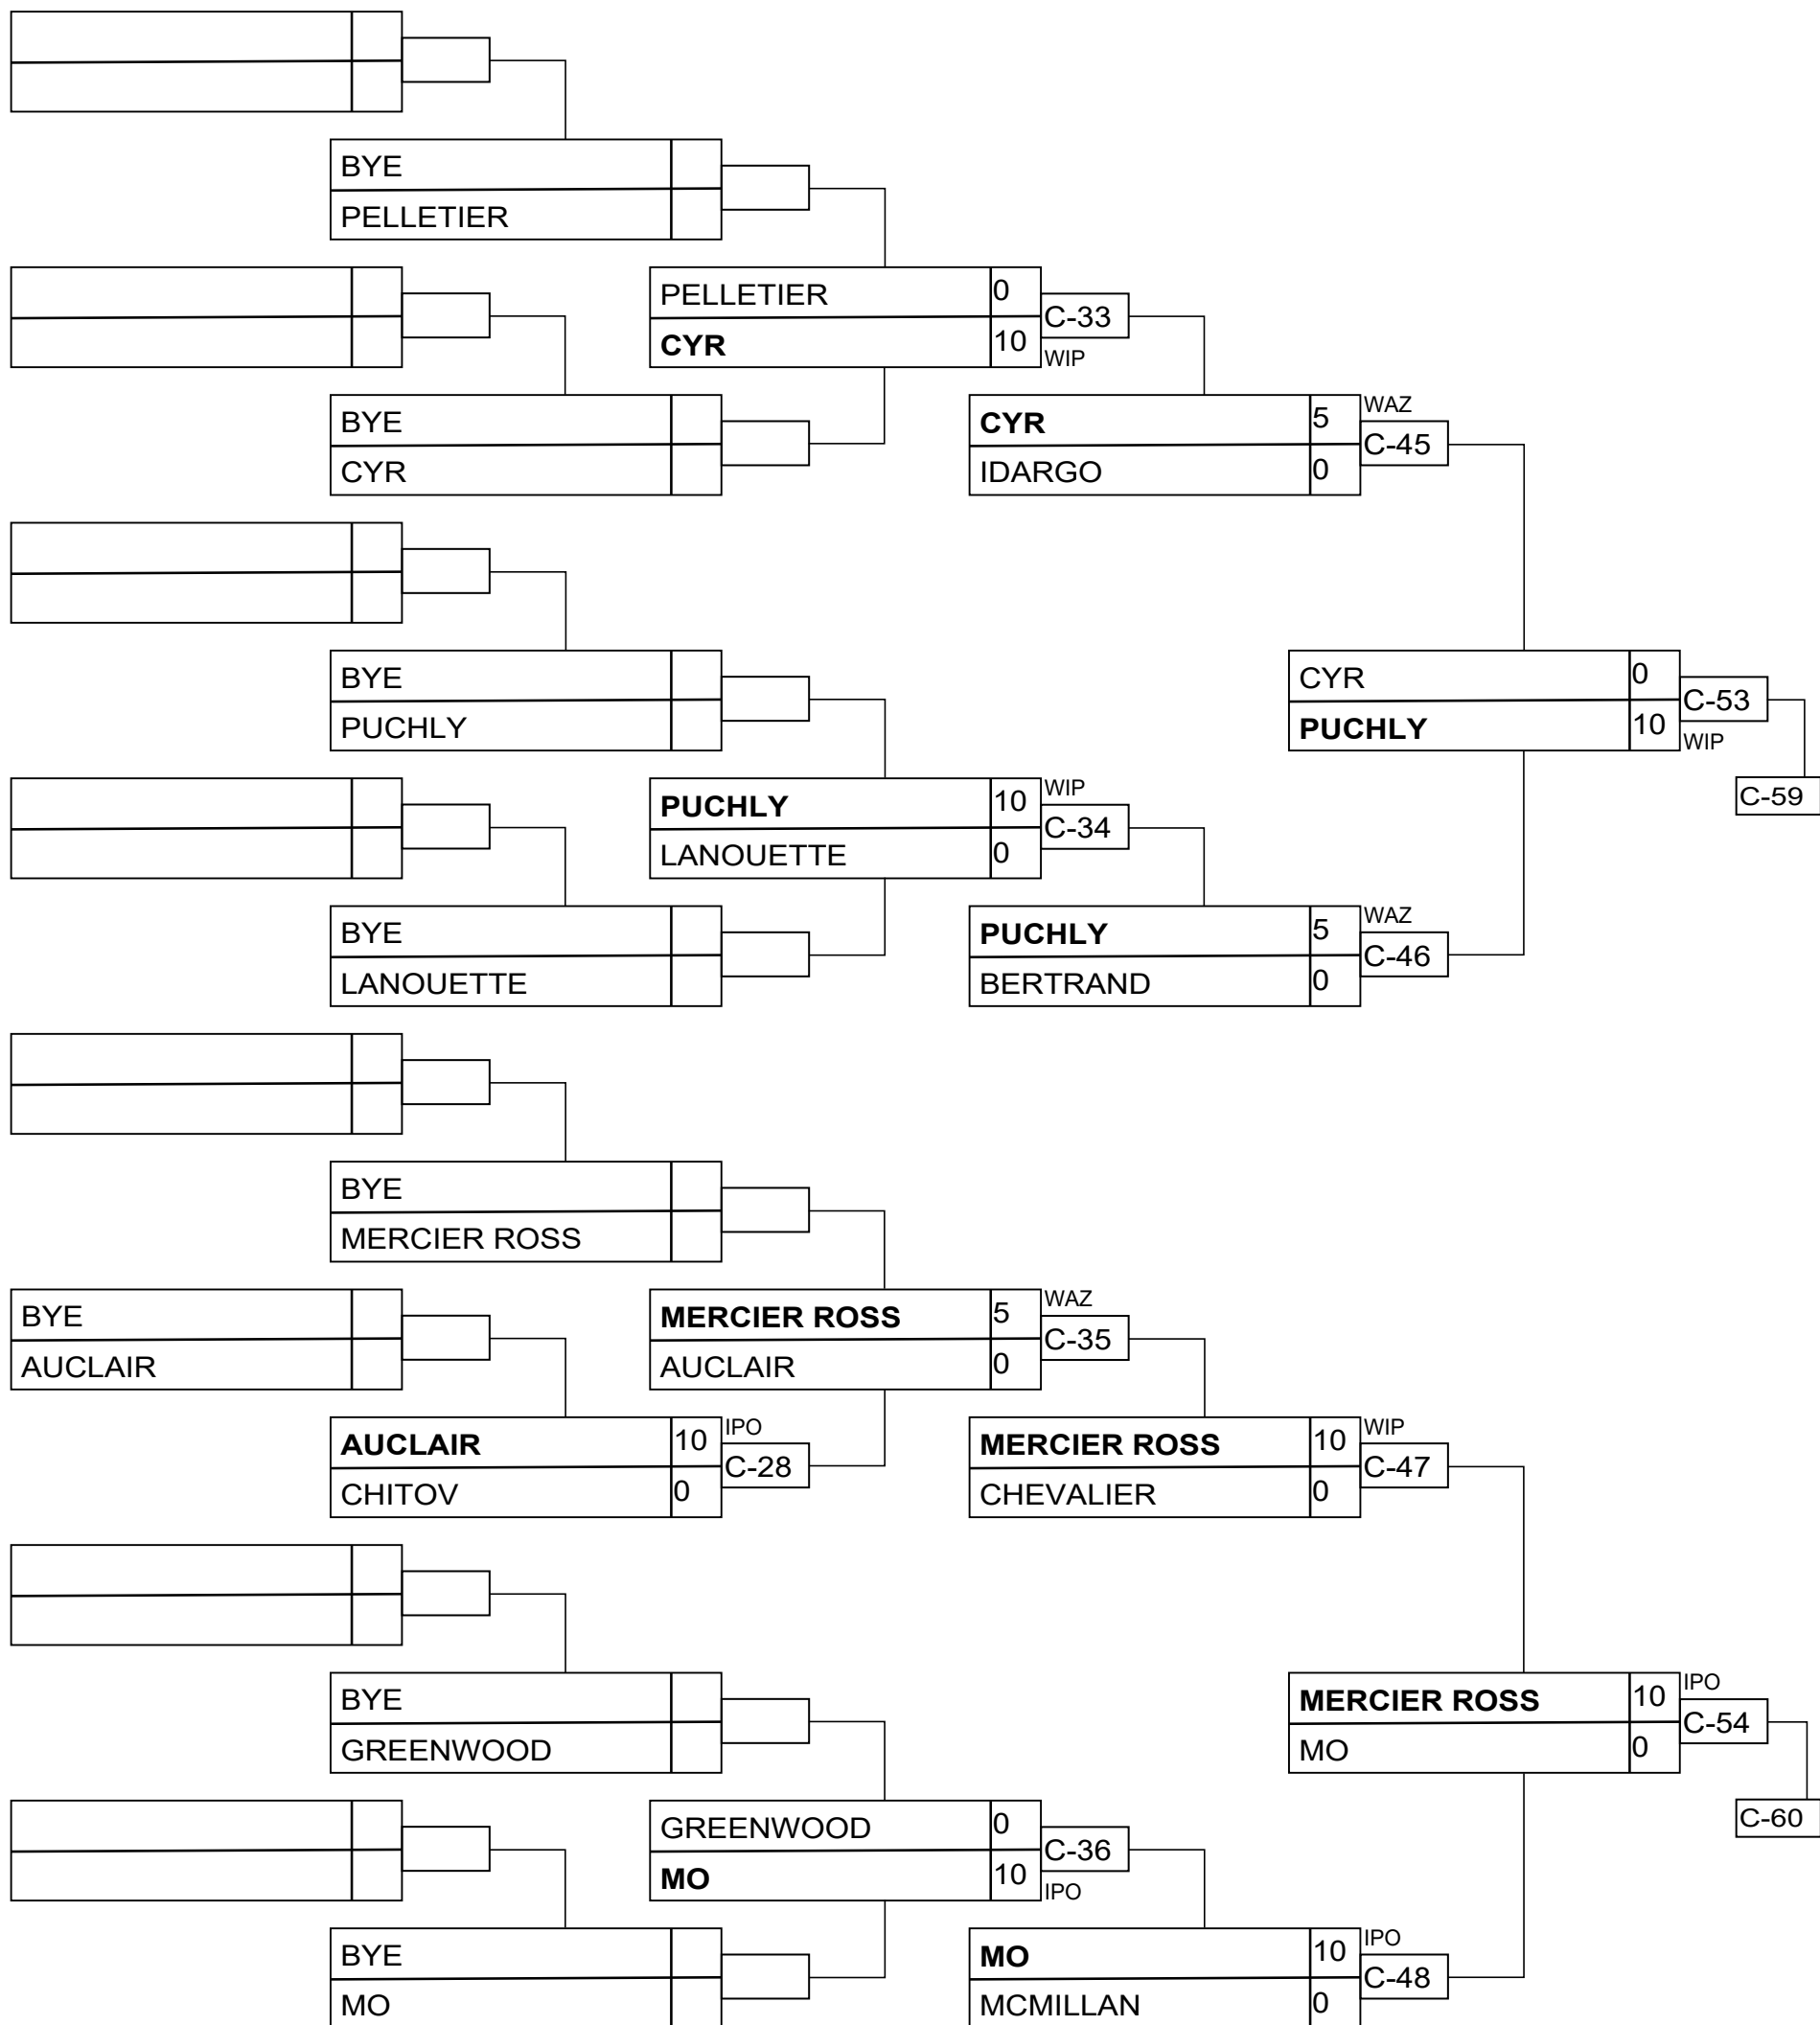 BYE
PELLETIER
PELLETIER 0
C-33
CYR 10
WIP
CYR 5
WAZ
C-45
IDARGO 0
BYE
CYR
BYE
PUCHLY
CYR 0
C-53
PUCHLY 10
WIP
C-59
PUCHLY 10
WIP
C-34
LANOUETTE 0
BYE
LANOUETTE
PUCHLY 5
WAZ
C-46
BERTRAND 0
BYE
MERCIER ROSS
BYE
AUCLAIR
MERCIER ROSS 5
WAZ
C-35
AUCLAIR 0
AUCLAIR 10
IPO
C-28
CHITOV 0
MERCIER ROSS 10
WIP
C-47
CHEVALIER 0
BYE
GREENWOOD
MERCIER ROSS 10
IPO
C-54
MO 0
C-60
GREENWOOD 0
C-36
MO 10
IPO
BYE
MO
MO 10
IPO
C-48
MCMILLAN 0